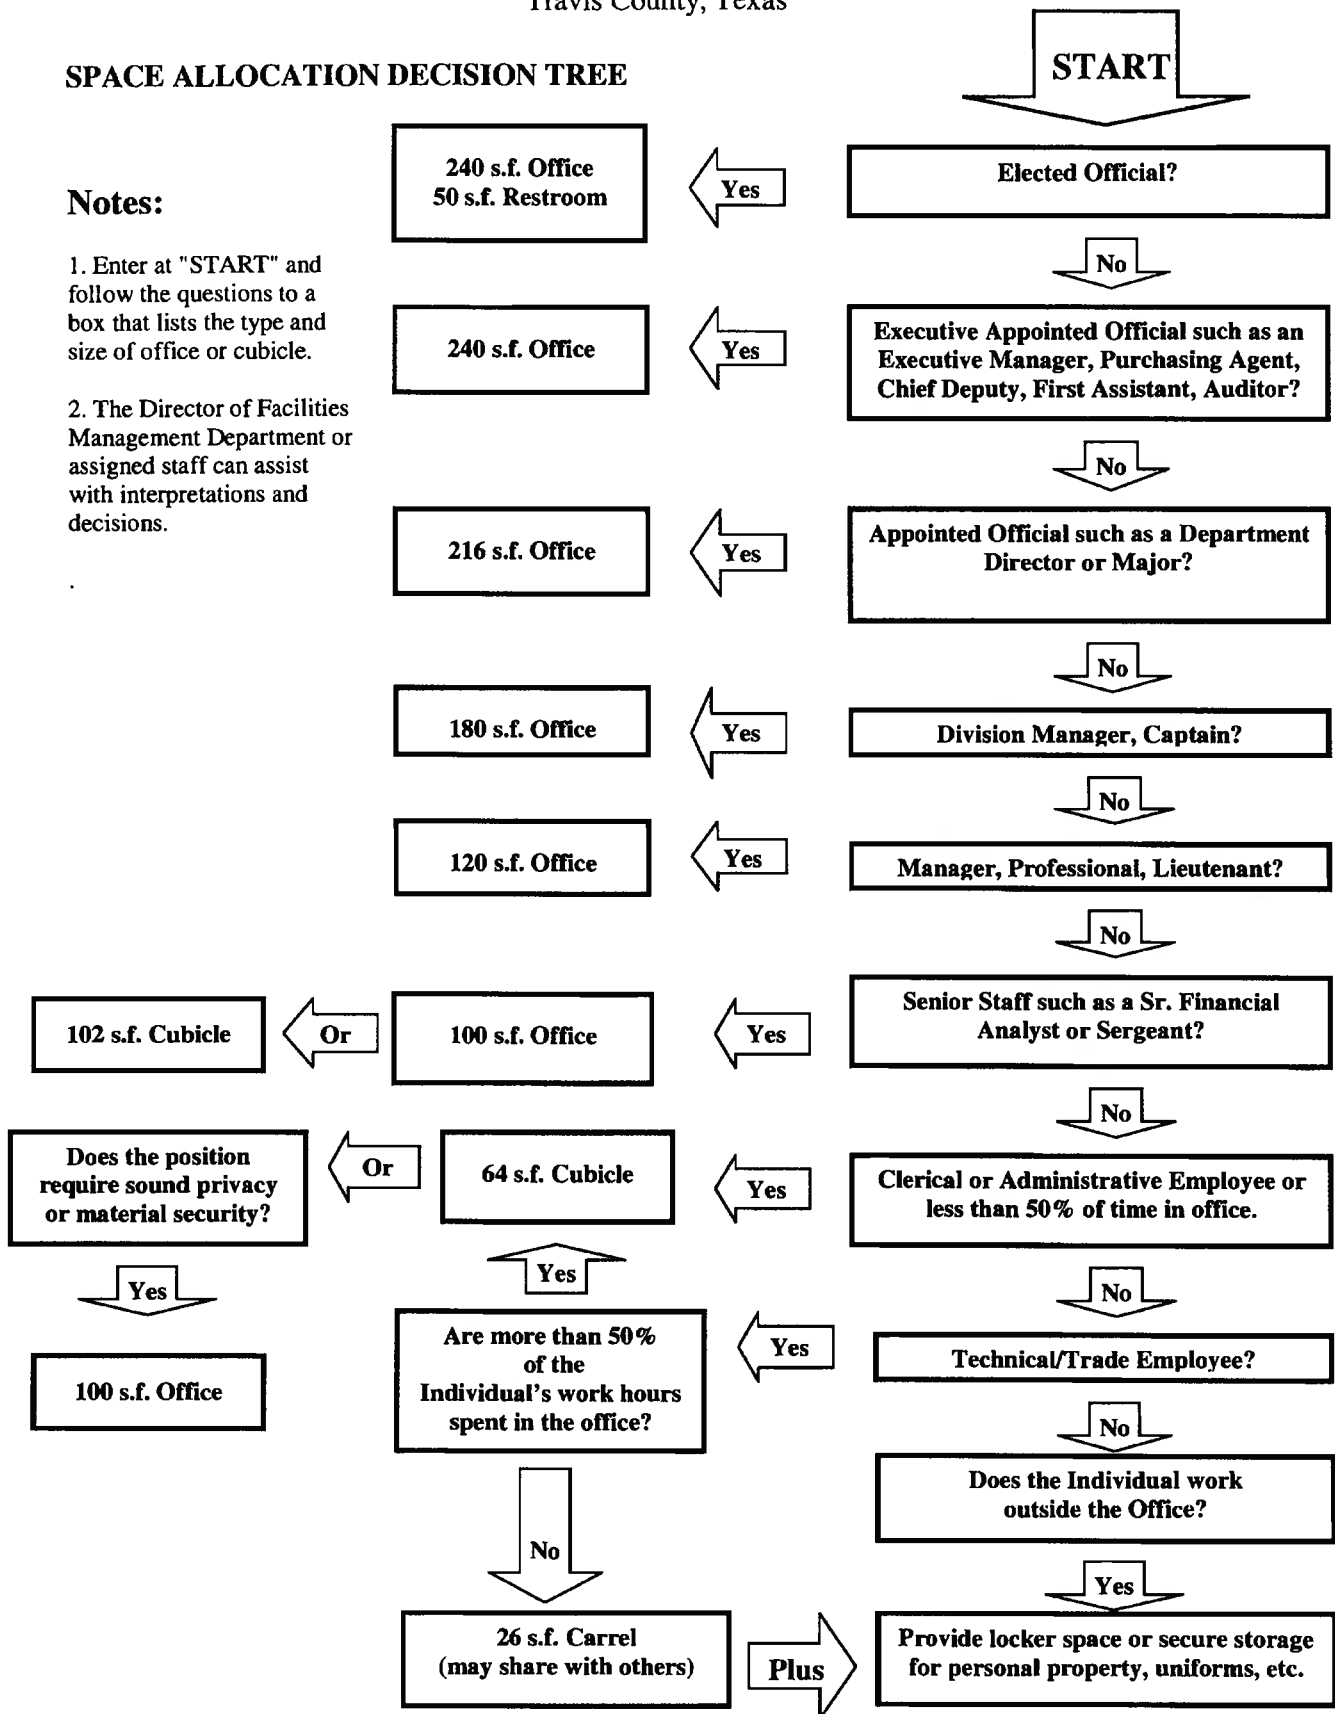 Travis County, Texas
SPACE ALLOCATION DECISION TREE
START
Notes:
1. Enter at "START" and
follow the questions to a
box that lists the type and
size of office or cubicle.
2. The Director of Facilities
Management Department or
assigned staff can assist
with interpretations and
decisions.
.
240 s.f. Office
50 s.f. Restroom
Yes
Elected Official?
No
240 s.f. Office
Yes
Executive Appointed Official such as an
Executive Manager, Purchasing Agent,
Chief Deputy, First Assistant, Auditor?
No
216 s.f. Office
Yes
Appointed Official such as a Department
Director or Major?
No
180 s.f. Office
Yes
Division Manager, Captain?
No
120 s.f. Office
Yes
Manager, Professional, Lieutenant?
No
102 s.f. Cubicle
Or
100 s.f. Office
Yes
Senior Staff such as a Sr. Financial
Analyst or Sergeant?
No
Does the position
require sound privacy
or material security?
Or
64 s.f. Cubicle
Yes
Clerical or Administrative Employee or
less than 50% of time in office.
Yes
Yes
No
100 s.f. Office
Are more than 50%
of the
Individual's work hours
spent in the office?
Yes
Technical/Trade Employee?
No
Does the Individual work
outside the Office?
No
Yes
26 s.f. Carrel
(may share with others)
Plus
Provide locker space or secure storage
for personal property, uniforms, etc.